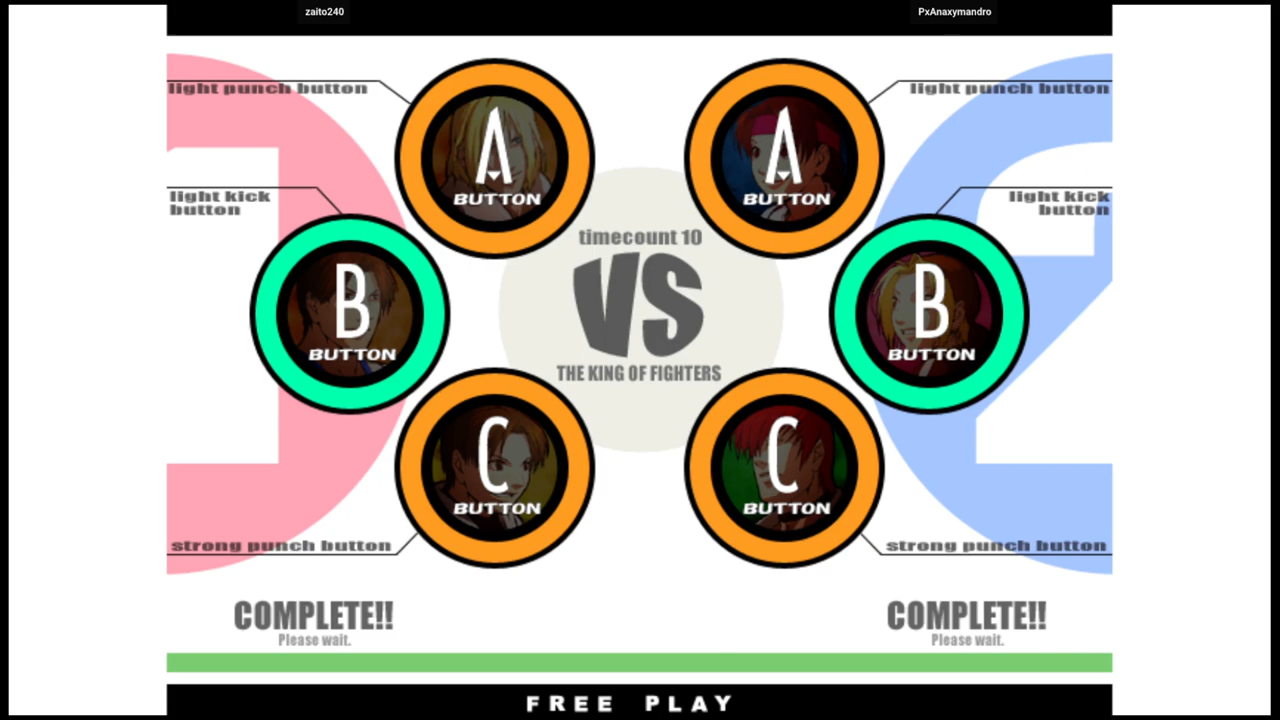 zaito240
PxAnaxymandro
light punch button
A
BUTTON
A
BUTTON
light punch button
light kick
button
B
BUTTON
timecount 10
VS
THE KING OF FIGHTERS
light kick
button
B
BUTTON
1
2
C
BUTTON
C
BUTTON
strong punch button
strong punch button
COMPLETE!!
Please wait.
COMPLETE!!
Please wait.
FREE PLAY